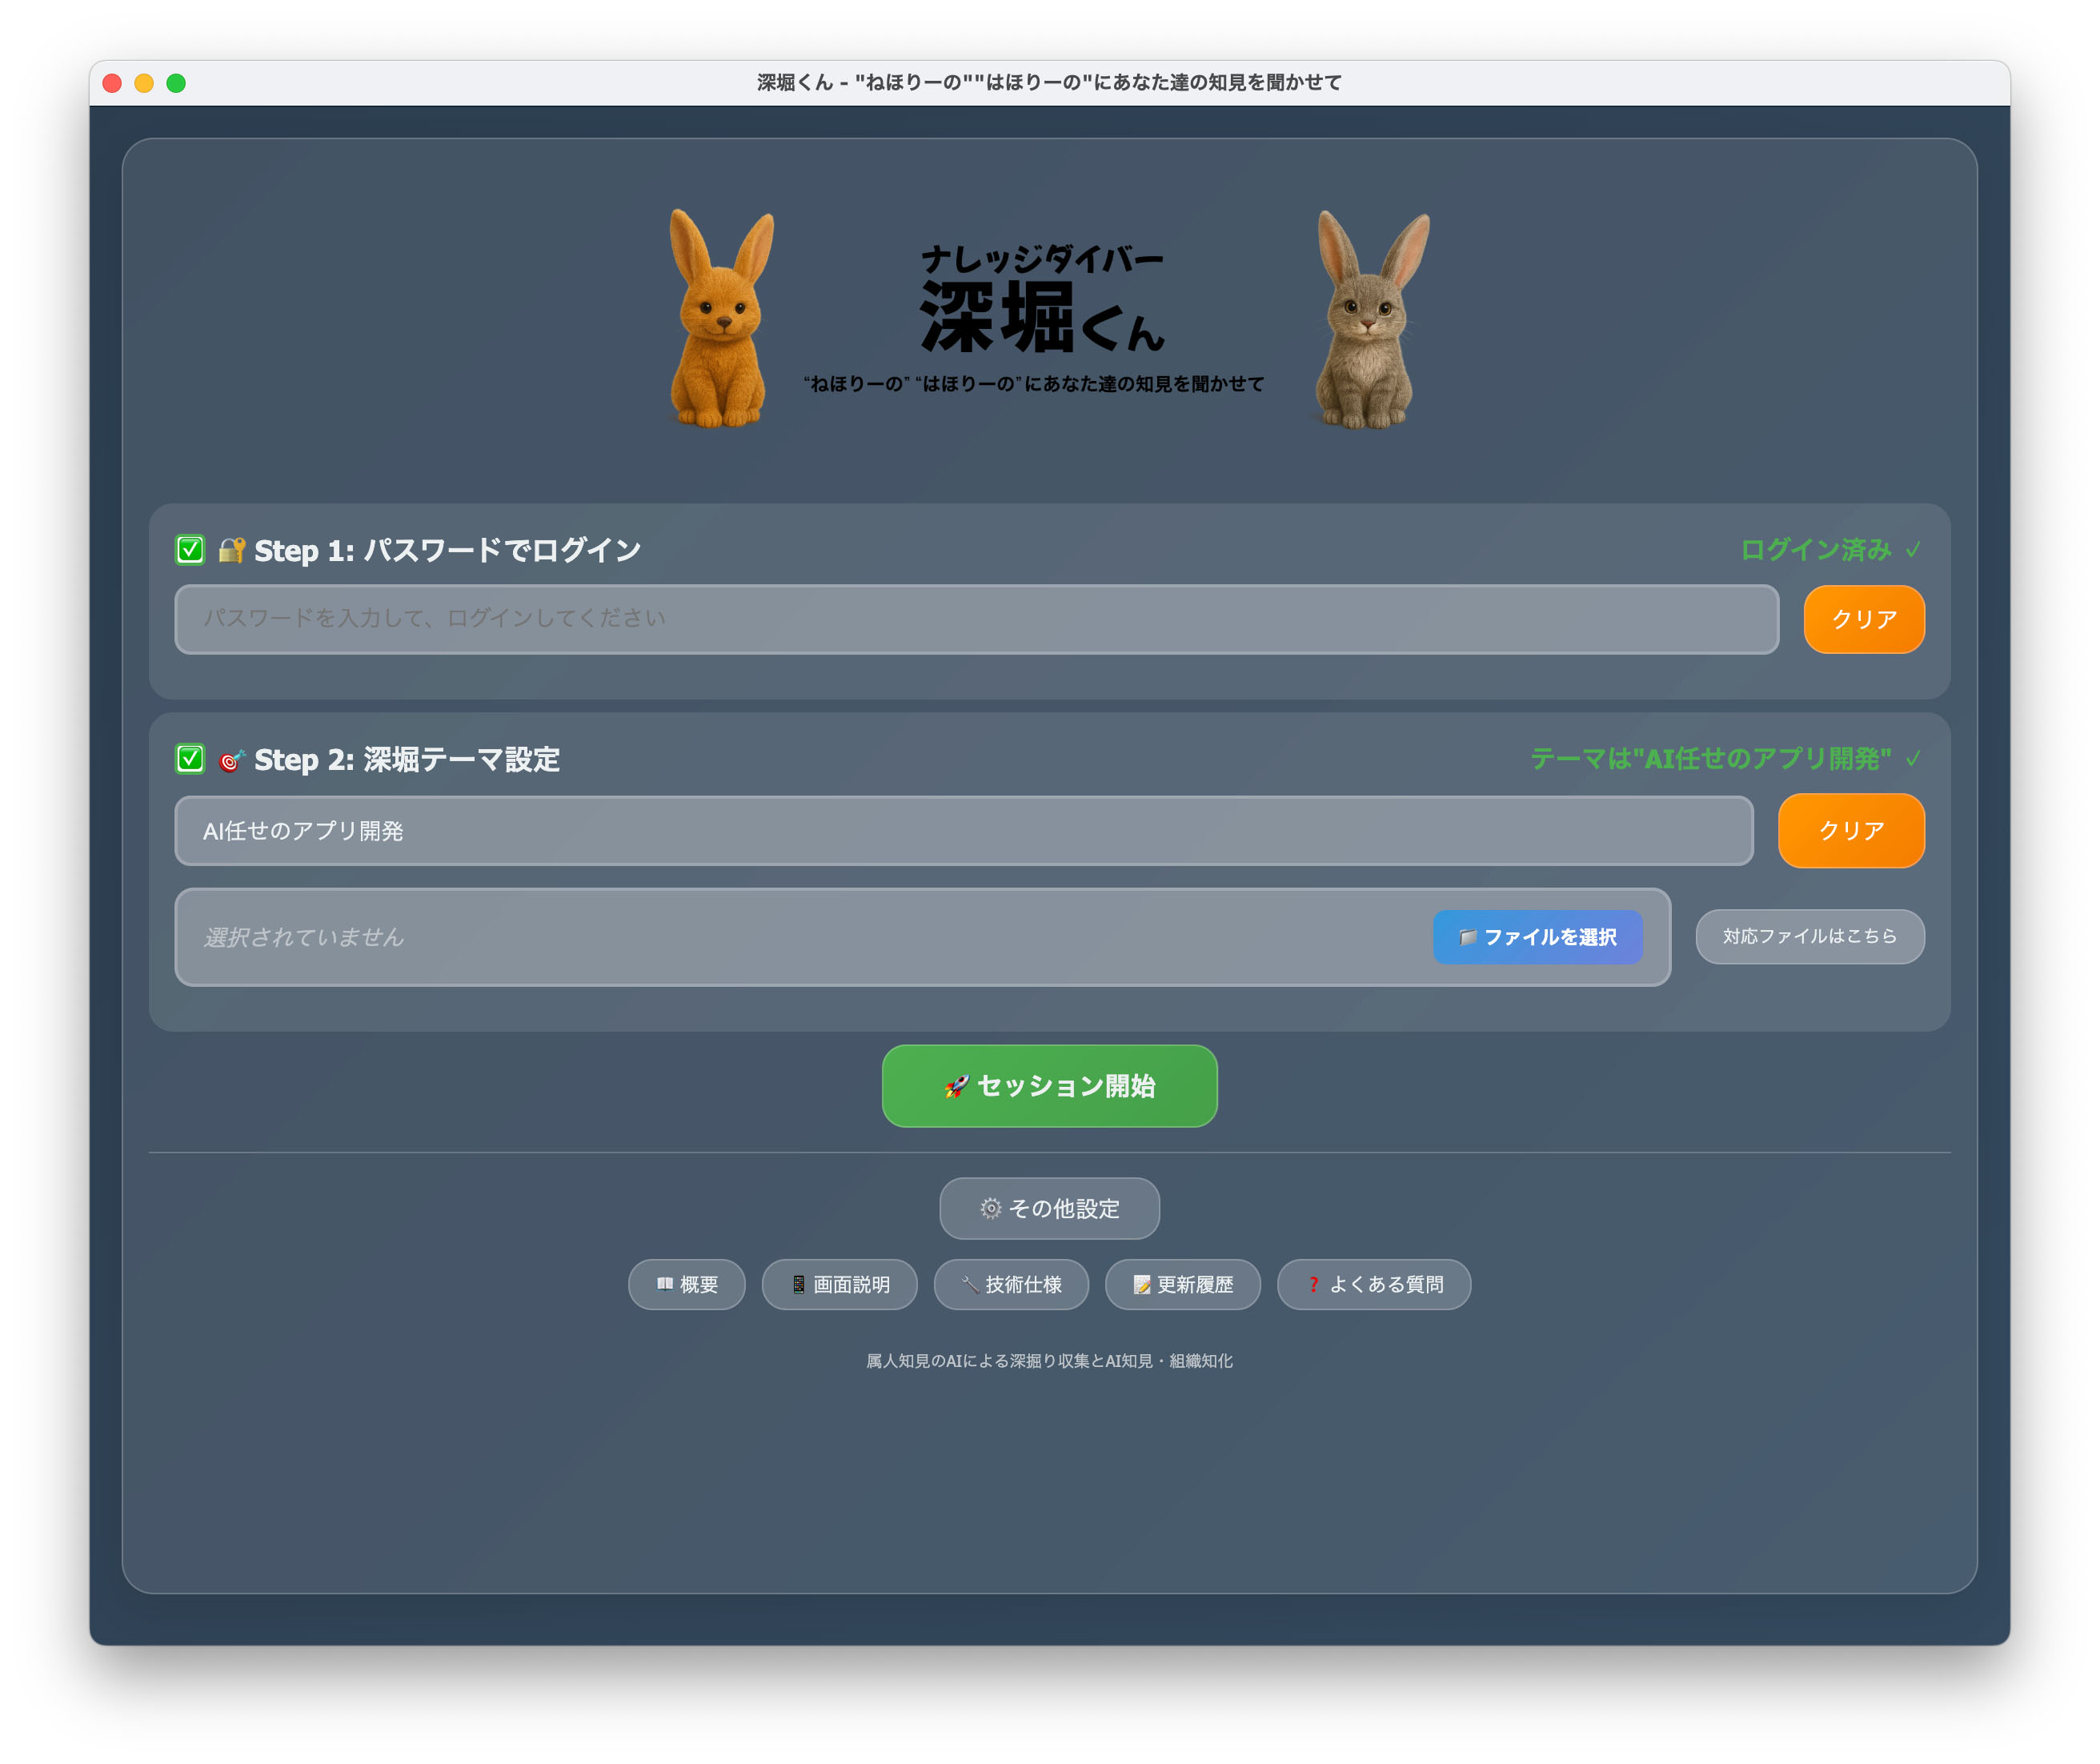 深堀くん - "ねほりーの""はほりーの"にあなた達の知見を聞かせて
ナレッジダイバー
深堀くん
“ねほりーの” “はほりーの”にあなた達の知見を聞かせて
✅ 🔐 Step 1: パスワードでログイン
ログイン済み ✓
パスワードを入力して、ログインしてください
クリア
✅ 🎯 Step 2: 深堀テーマ設定
テーマは"AI任せのアプリ開発" ✓
AI任せのアプリ開発
クリア
選択されていません
📁 ファイルを選択
対応ファイルはこちら
🚀 セッション開始
⚙️ その他設定
📖 概要
📱 画面説明
🔧 技術仕様
📝 更新履歴
❓ よくある質問
属人知見のAIによる深掘り収集とAI知見・組織知化